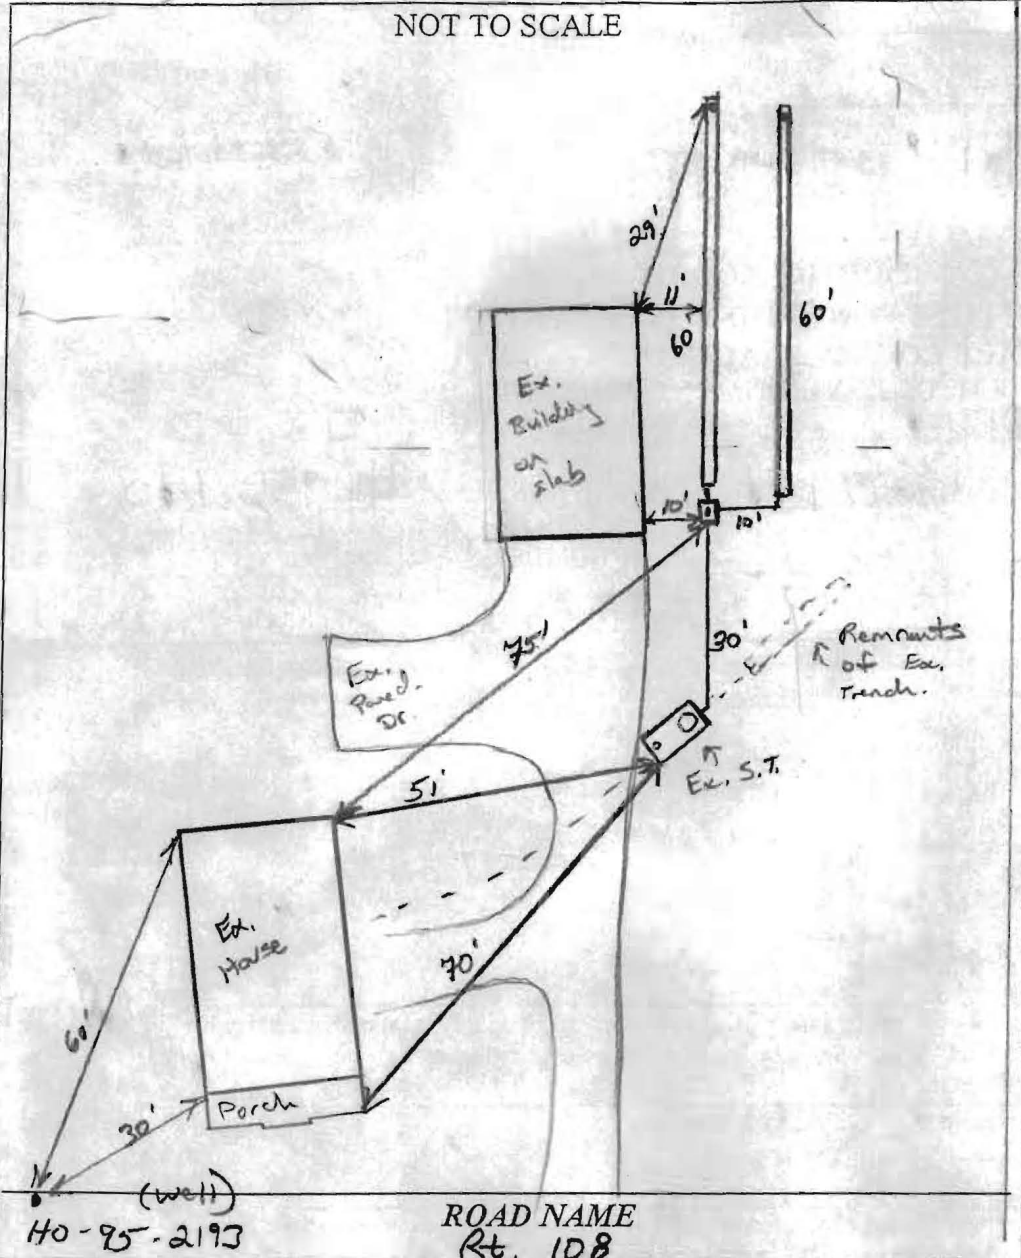 NOT TO SCALE
29'
11'
60
60'
Ex.
Building
on
slab
10'
10'
75'
30'
Remnants
of Ex.
Trench.
Ex.
Paved.
Dr.
51
Ex. S.T.
Ex.
House
70'
60'
Porch
30'
(well)
HO-95-2193
ROAD NAME
Rt. 108